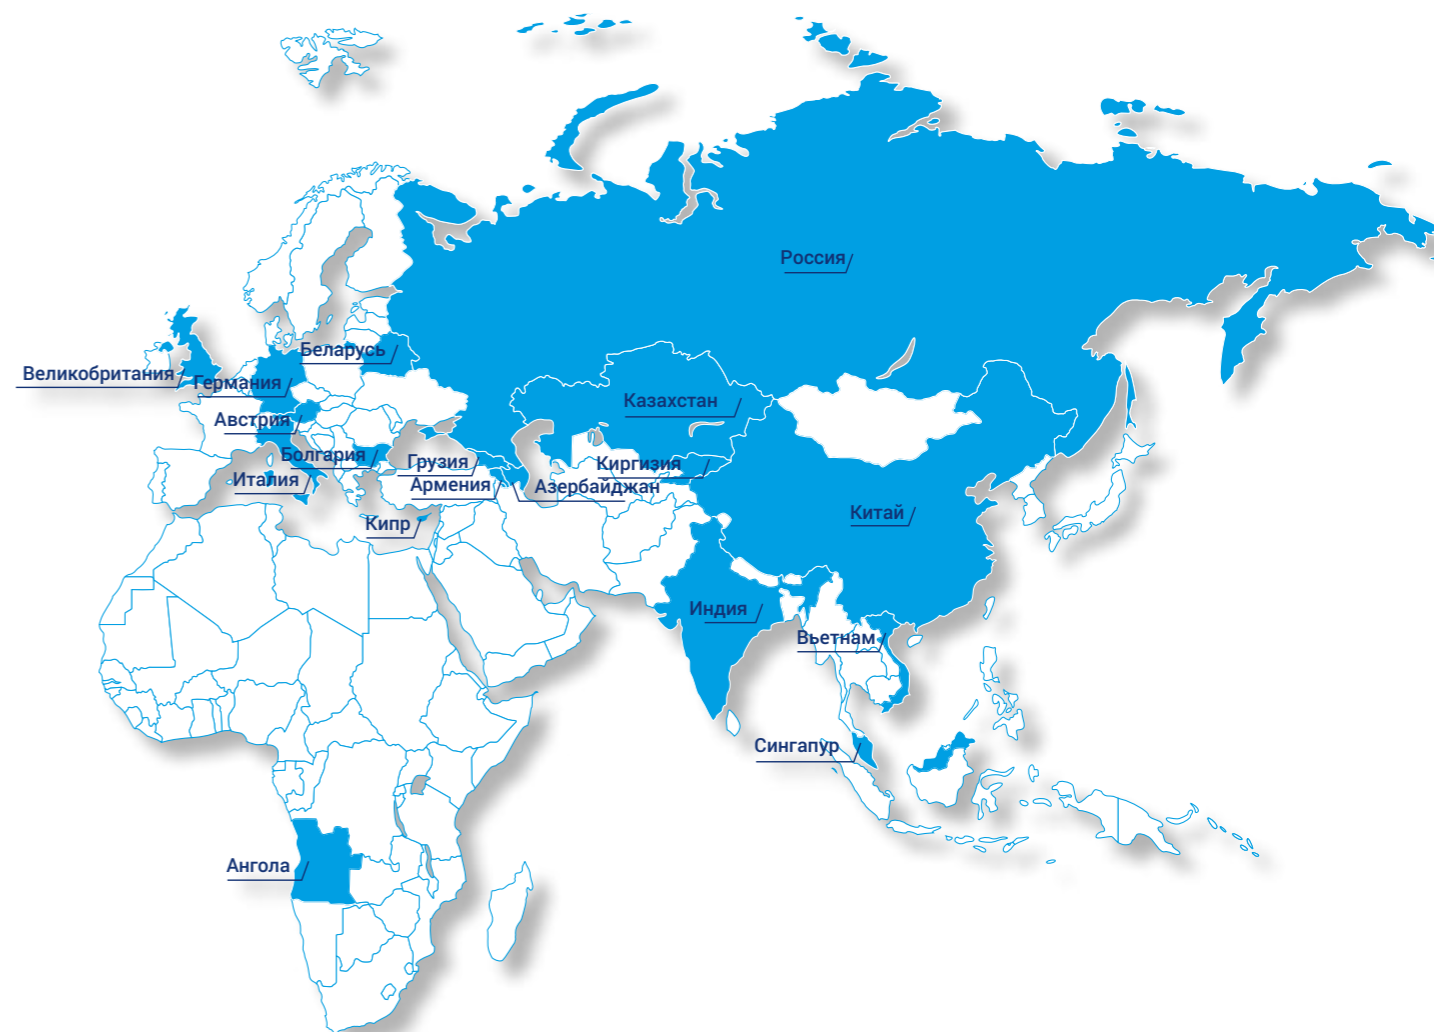 Россия
Беларусь
Великобритания
Германия
Казахстан
Австрия
Болгария
Грузия
Киргизия
Италия
Армения
Азербайджан
Китай
Кипр
Индия
Вьетнам
Сингапур
Ангола